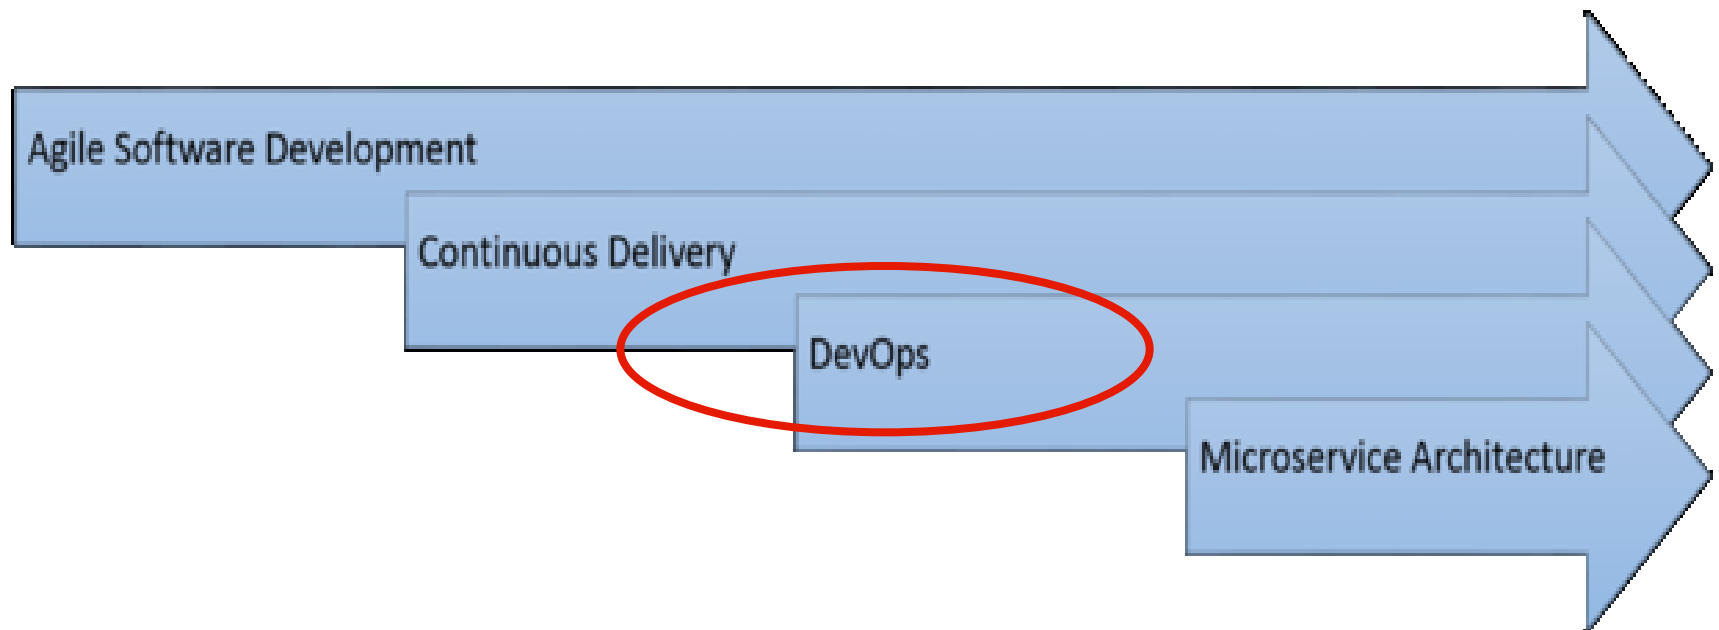 Agile Software Development
Continuous Delivery
DevOps
Microservice Architecture